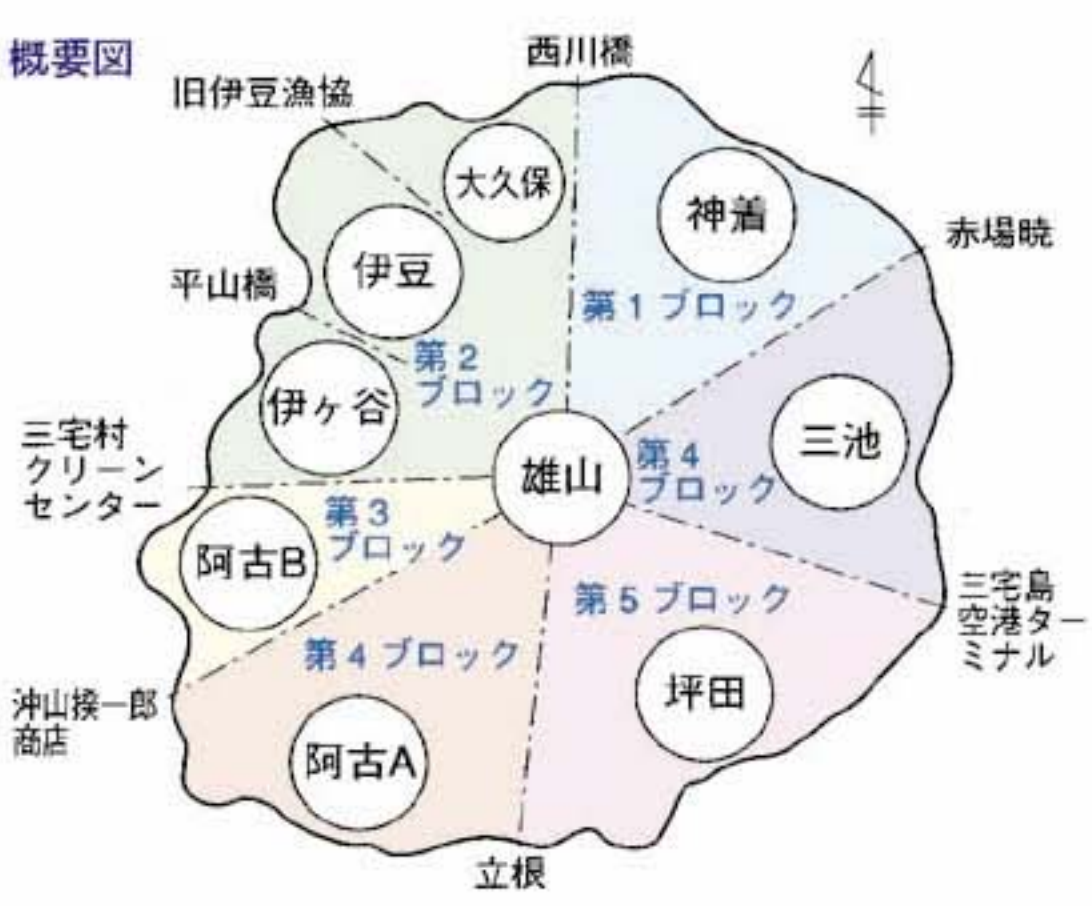 概要図
西川橋
旧伊豆漁協
大久保
神着
赤場暁
伊豆
平山橋
第1ブロック
第2
ブロック
伊ヶ谷
三宅村
クリーン
センター
雄山
第4
ブロック
三池
第3
ブロック
阿古B
第5ブロック
三宅島
空港ター
ミナル
第4ブロック
坪田
沖山揆一郎
商店
阿古A
立根